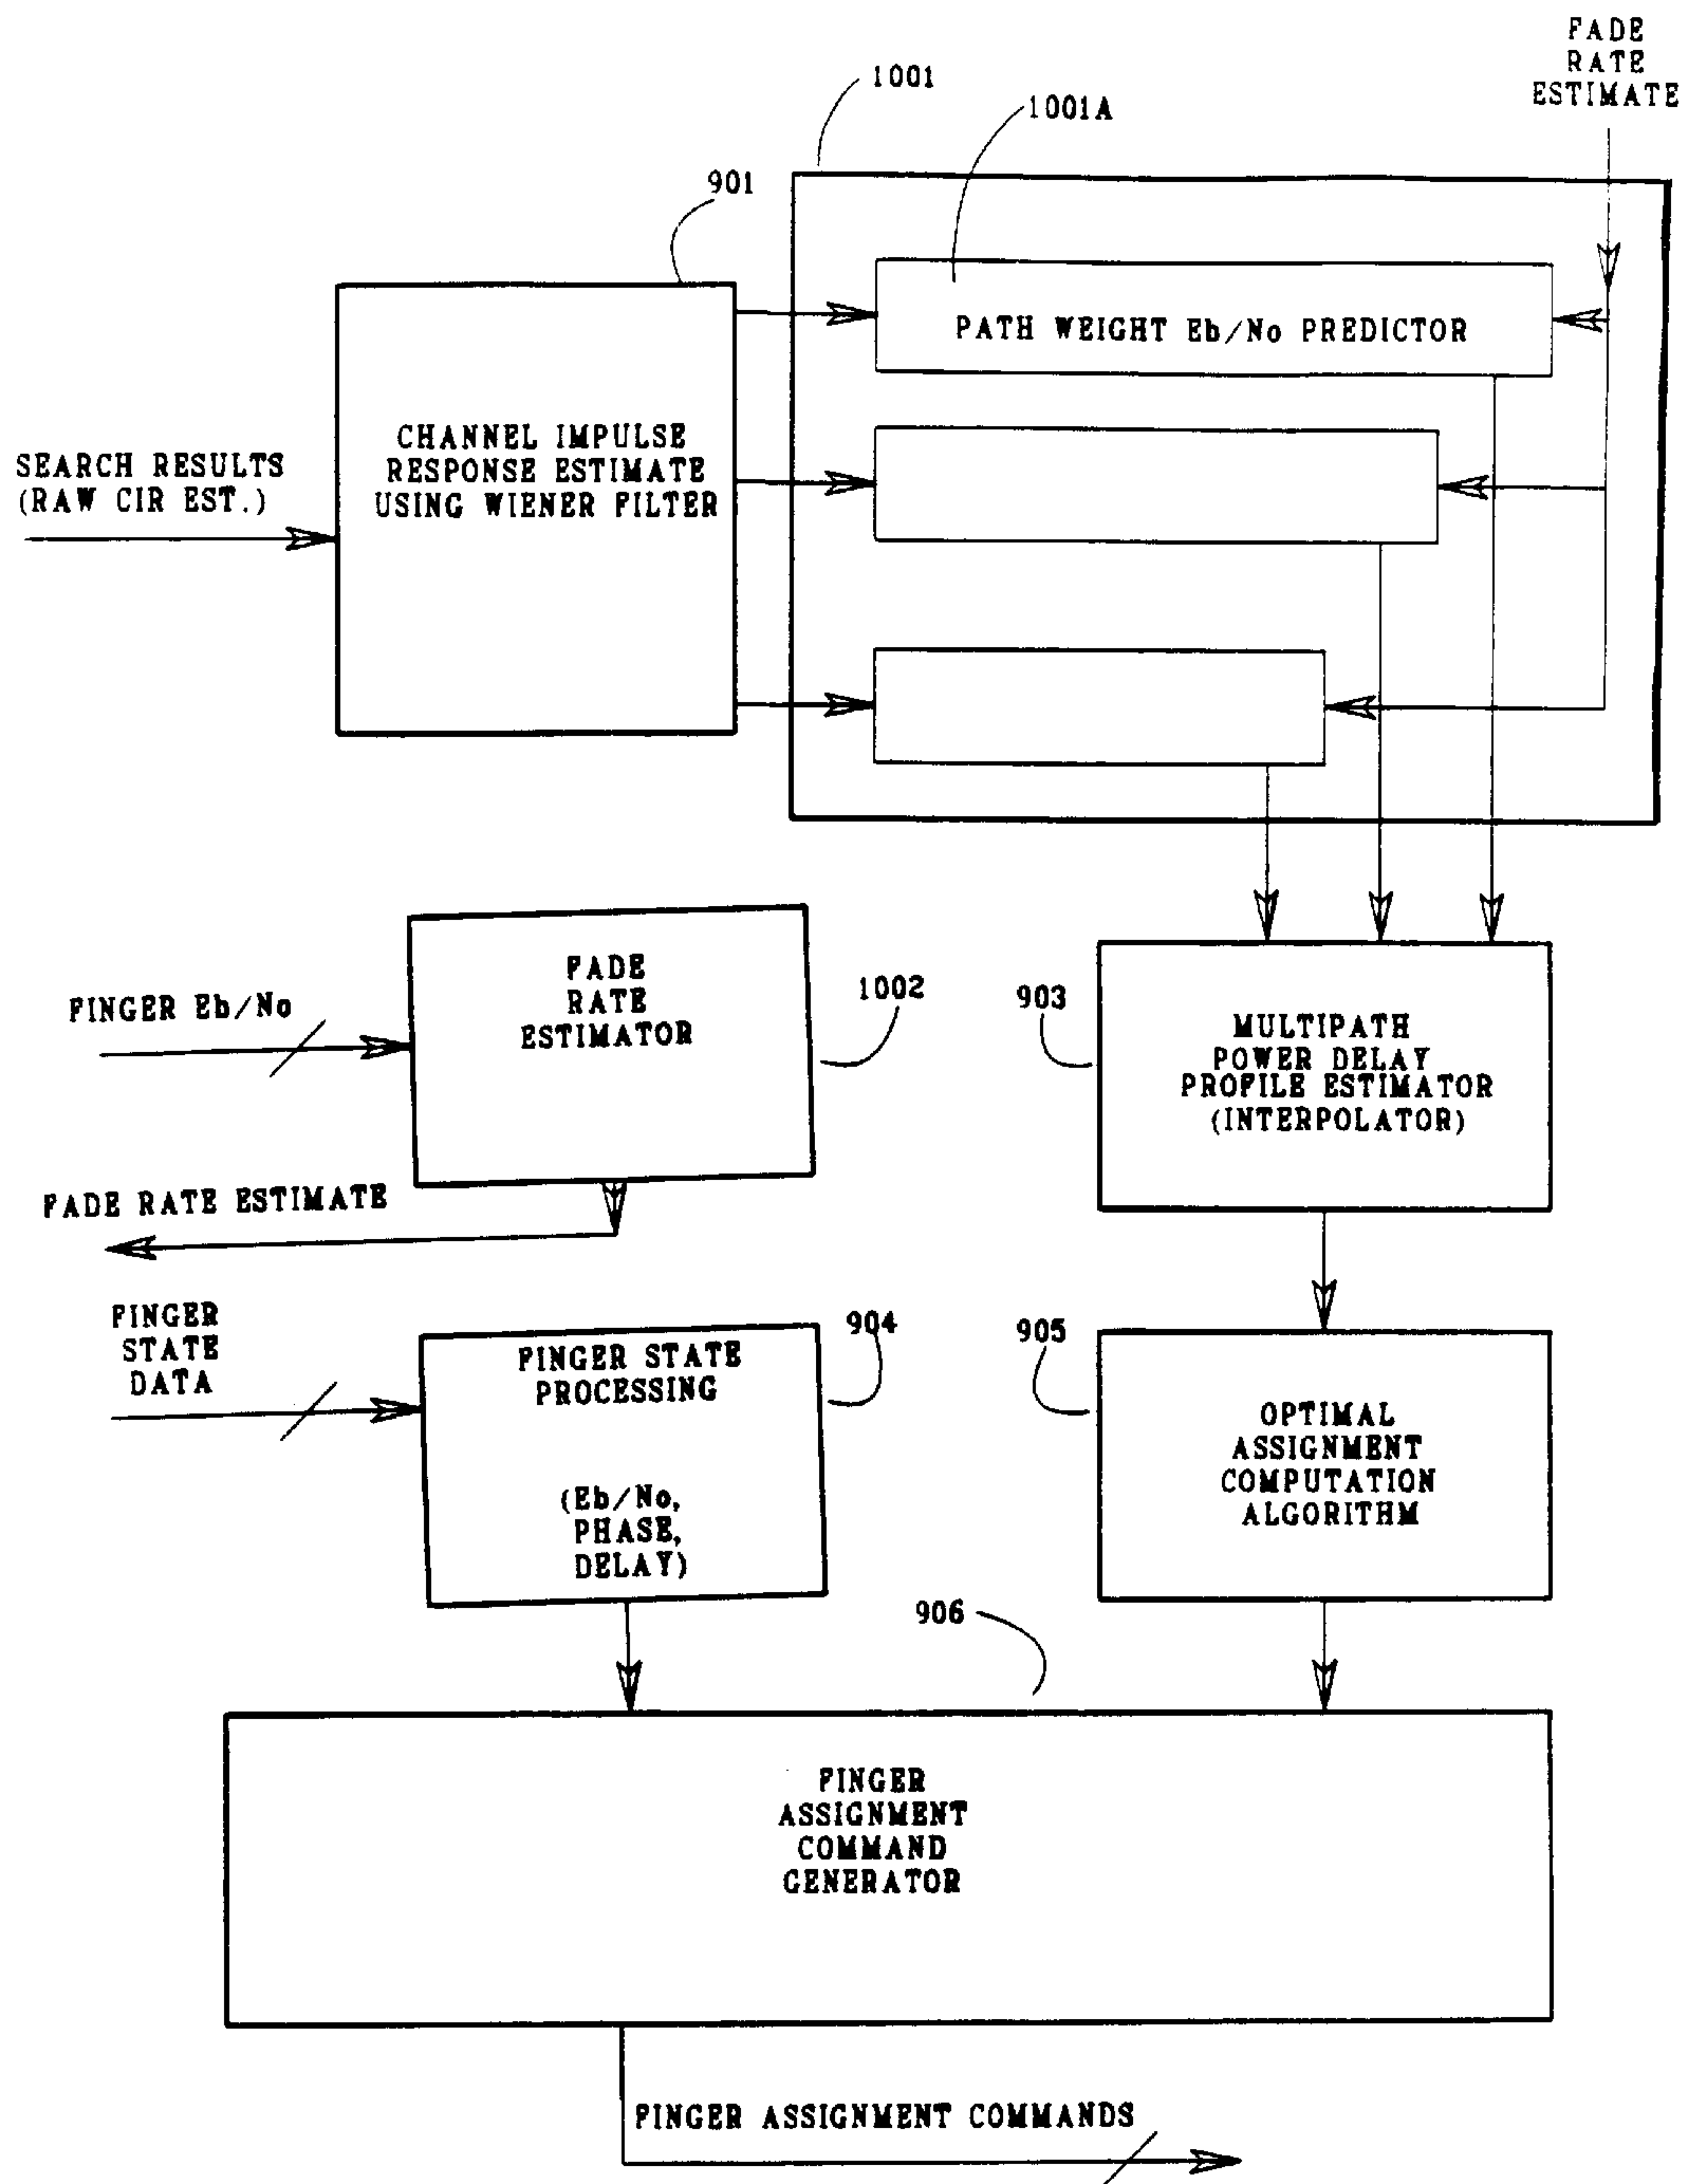 FADE
RATE
ESTIMATE
1001
1001A
901
PATH WEIGHT Eb/No PREDICTOR
CHANNEL IMPULSE
RESPONSE ESTIMATE
USING WIENER FILTER
SEARCH RESULTS
(RAW CIR EST.)
FADE
RATE
ESTIMATOR
1002
903
FINGER Eb/No
MULTIPATH
POWER DELAY
PROFILE ESTIMATOR
(INTERPOLATOR)
FADE RATE ESTIMATE
FINGER
STATE
DATA
904
905
FINGER STATE
PROCESSING
(Eb/No,
PHASE,
DELAY)
OPTIMAL
ASSIGNMENT
COMPUTATION
ALGORITHM
906
FINGER
ASSIGNMENT
COMMAND
GENERATOR
FINGER ASSIGNMENT COMMANDS